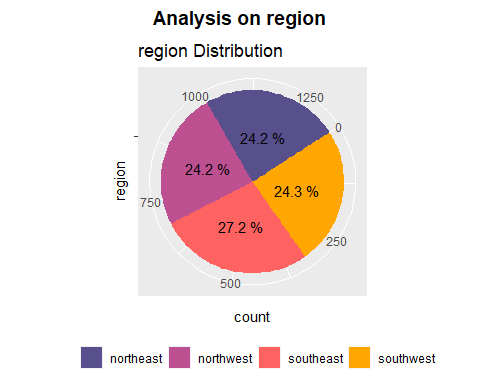 Analysis on region
region Distribution
1000
1250
0
24.2 %
24.2 %
24.3 %
27.2 %
750
250
500
region
count
northeast northwest southeast southwest